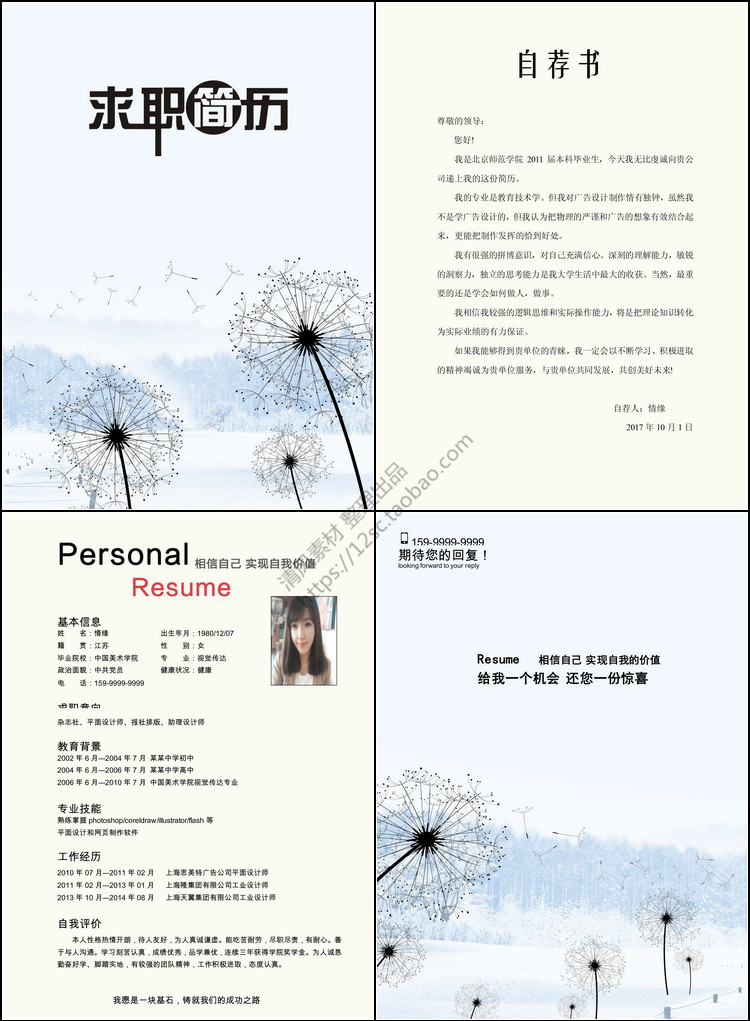 求职简历
自荐书
尊敬的领导：
您好!
我是北京师范学院 2011 届本科毕业生，今天我无比虔诚向贵公
司递上我的这份简历。
我的专业是教育技术学。但我对广告设计制作情有独钟，虽然我
不是学广告设计的，但我认为把物理的严谨和广告的想象有效结合起
来，更能把制作发挥的恰到好处。
我有很强的拼博意识，对自己充满信心。深刻的理解能力，敏锐
的洞察力，独立的思考能力是我大学生活中最大的收获。当然，最重
要的还是学会如何做人，做事。
我相信我较强的逻辑思维和实际操作能力，将是把理论知识转化
为实际业绩的有力保证。
如果我能够得到贵单位的青睐，我一定会以不断学习、积极进取
的精神竭诚为贵单位服务，与贵单位共同发展，共创美好未来!
自荐人：情缘
2017 年 10 月 1 日
清风素材 整理出品
https://12sc.taobao.com
Personal 相信自己 实现自我价值
Resume
基本信息
姓 名：情缘 出生年月：1980/12/07
籍 贯：江苏 性 别：女
毕业院校：中国美术学院 专 业：视觉传达
政治面貌：中共党员 健康状况：健康
电 话：159-9999-9999
求职意向
杂志社、平面设计师、报社排版、助理设计师
教育背景
2002 年 6 月—2004 年 7 月 某某中学初中
2004 年 6 月—2006 年 7 月 某某中学高中
2006 年 6 月—2010 年 7 月 中国美术学院视觉传达专业
专业技能
熟练掌握 photoshop/coreldraw/illustrator/flash 等
平面设计和网页制作软件
工作经历
2010 年 07 月—2011 年 02 月 上海思美特广告公司平面设计师
2011 年 02 月—2013 年 01 月 上海隆集团有限公司工业设计师
2013 年 10 月—2014 年 08 月 上海天翼集团有限公司工业设计师
自我评价
本人性格热情开朗，待人友好，为人真诚谦虚。能吃苦耐劳，尽职尽责，有耐心。善
于与人沟通。学习刻苦认真，成绩优秀，品学兼优，连续三年获得学院奖学金。为人诚恳
勤奋好学、脚踏实地，有较强的团队精神，工作积极进取，态度认真。
我愿是一块基石，铸就我们的成功之路
159-9999-9999
期待您的回复！
looking forward to your reply
Resume 相信自己 实现自我的价值
给我一个机会 还您一份惊喜